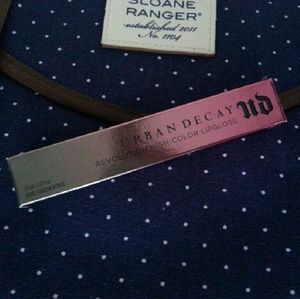 SLOANE
RANGER®
established 2011
No. 1104
URBAN DECAY
UD
REVOLUTION HIGH-COLOR LIPGLOSS